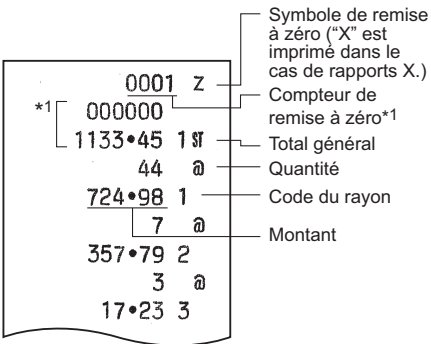 Symbole de remise
à zéro (“X” est
imprimé dans le
cas de rapports X.)
Compteur de
remise à zéro*1
Total général
Quantité
Code du rayon
Montant
0001 Z
*1
000000
1133•45 1 ST
44 @
724•98 1
7 @
357•79 2
3 @
17•23 3